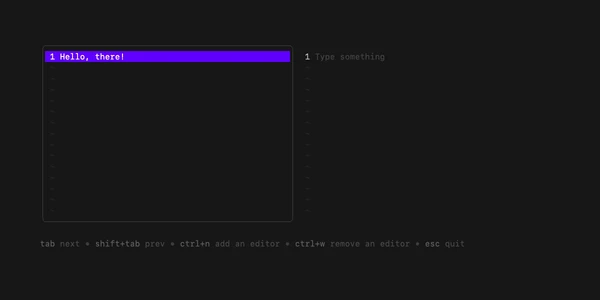 1 Hello, there!
1 Type something
tab next • shift+tab prev • ctrl+n add an editor • ctrl+w remove an editor • esc quit